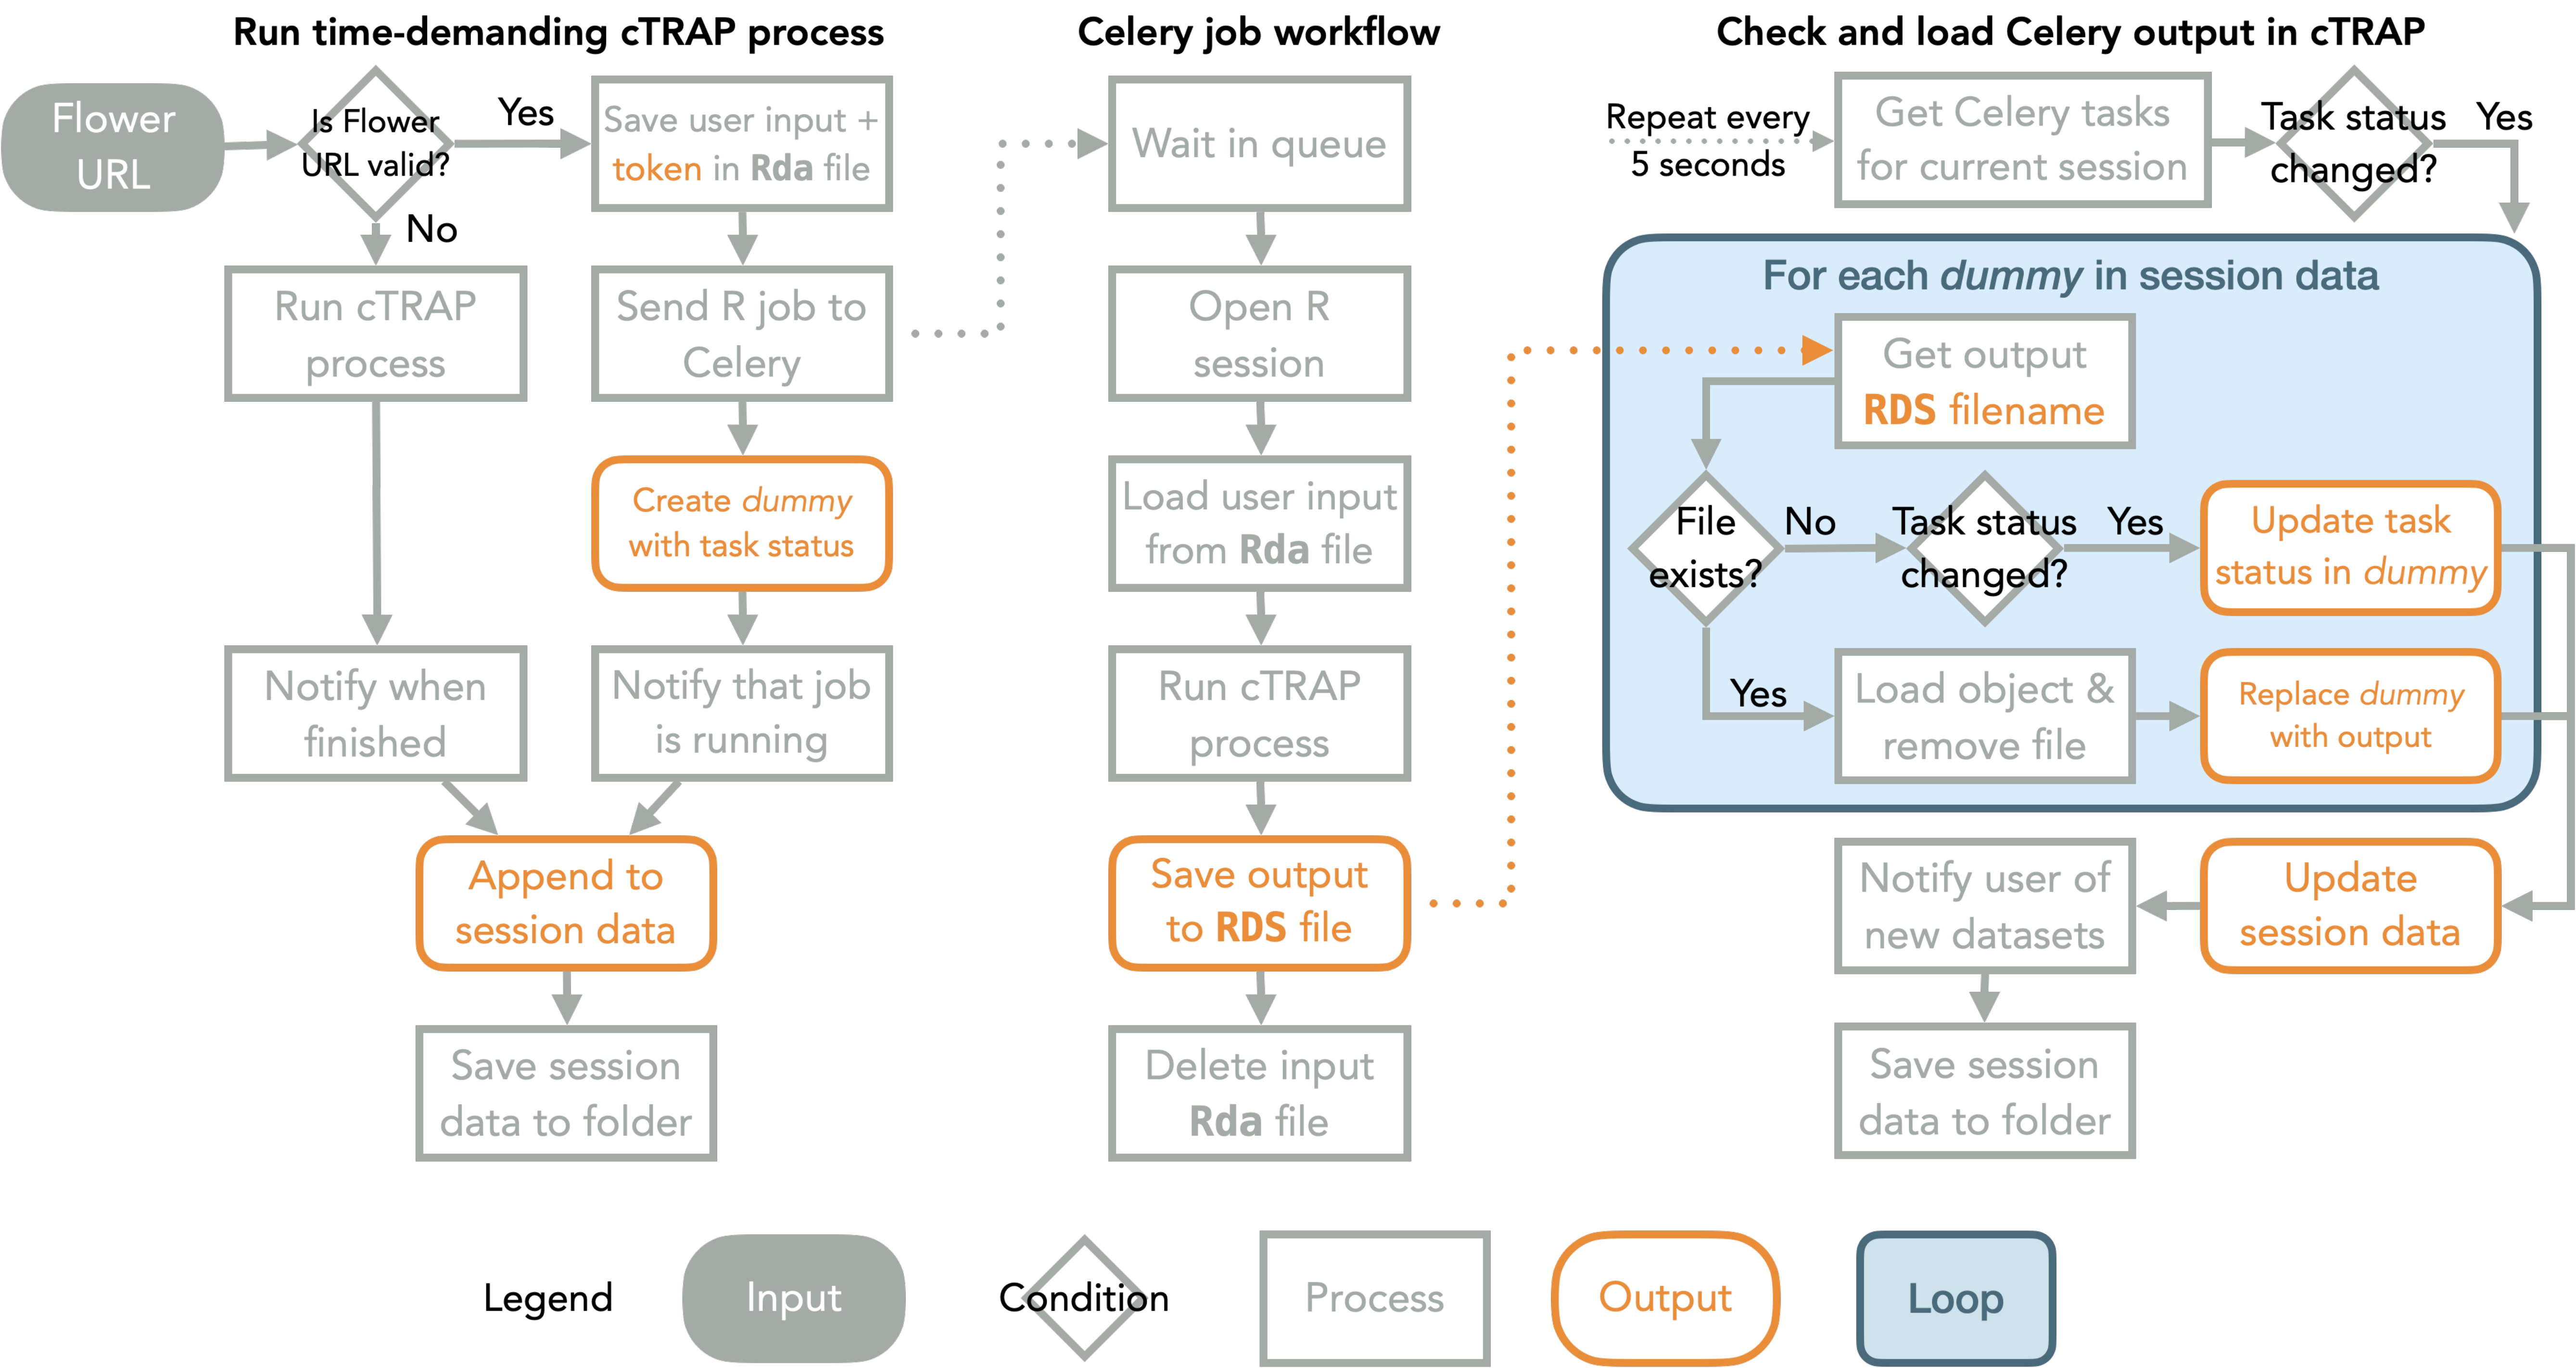 Run time-demanding cTRAP process
Flower
URL
Is Flower
URL valid?
Yes
No
Save user input +
token in Rda file
Run cTRAP
process
Send R job to
Celery
Create dummy
with task status
Notify when
finished
Notify that job
is running
Append to
session data
Save session
data to folder
Celery job workflow
Wait in queue
Open R
session
Load user input
from Rda file
Run cTRAP
process
Save output
to RDS file
Delete input
Rda file
Check and load Celery output in cTRAP
Repeat every
5 seconds
Get Celery tasks
for current session
Task status
changed?
Yes
For each dummy in session data
Get output
RDS filename
File
exists?
No
Task status
changed?
Yes
Update task
status in dummy
Yes
Load object &
remove file
Replace dummy
with output
Notify user of
new datasets
Update
session data
Save session
data to folder
Legend
Input
Condition
Process
Output
Loop